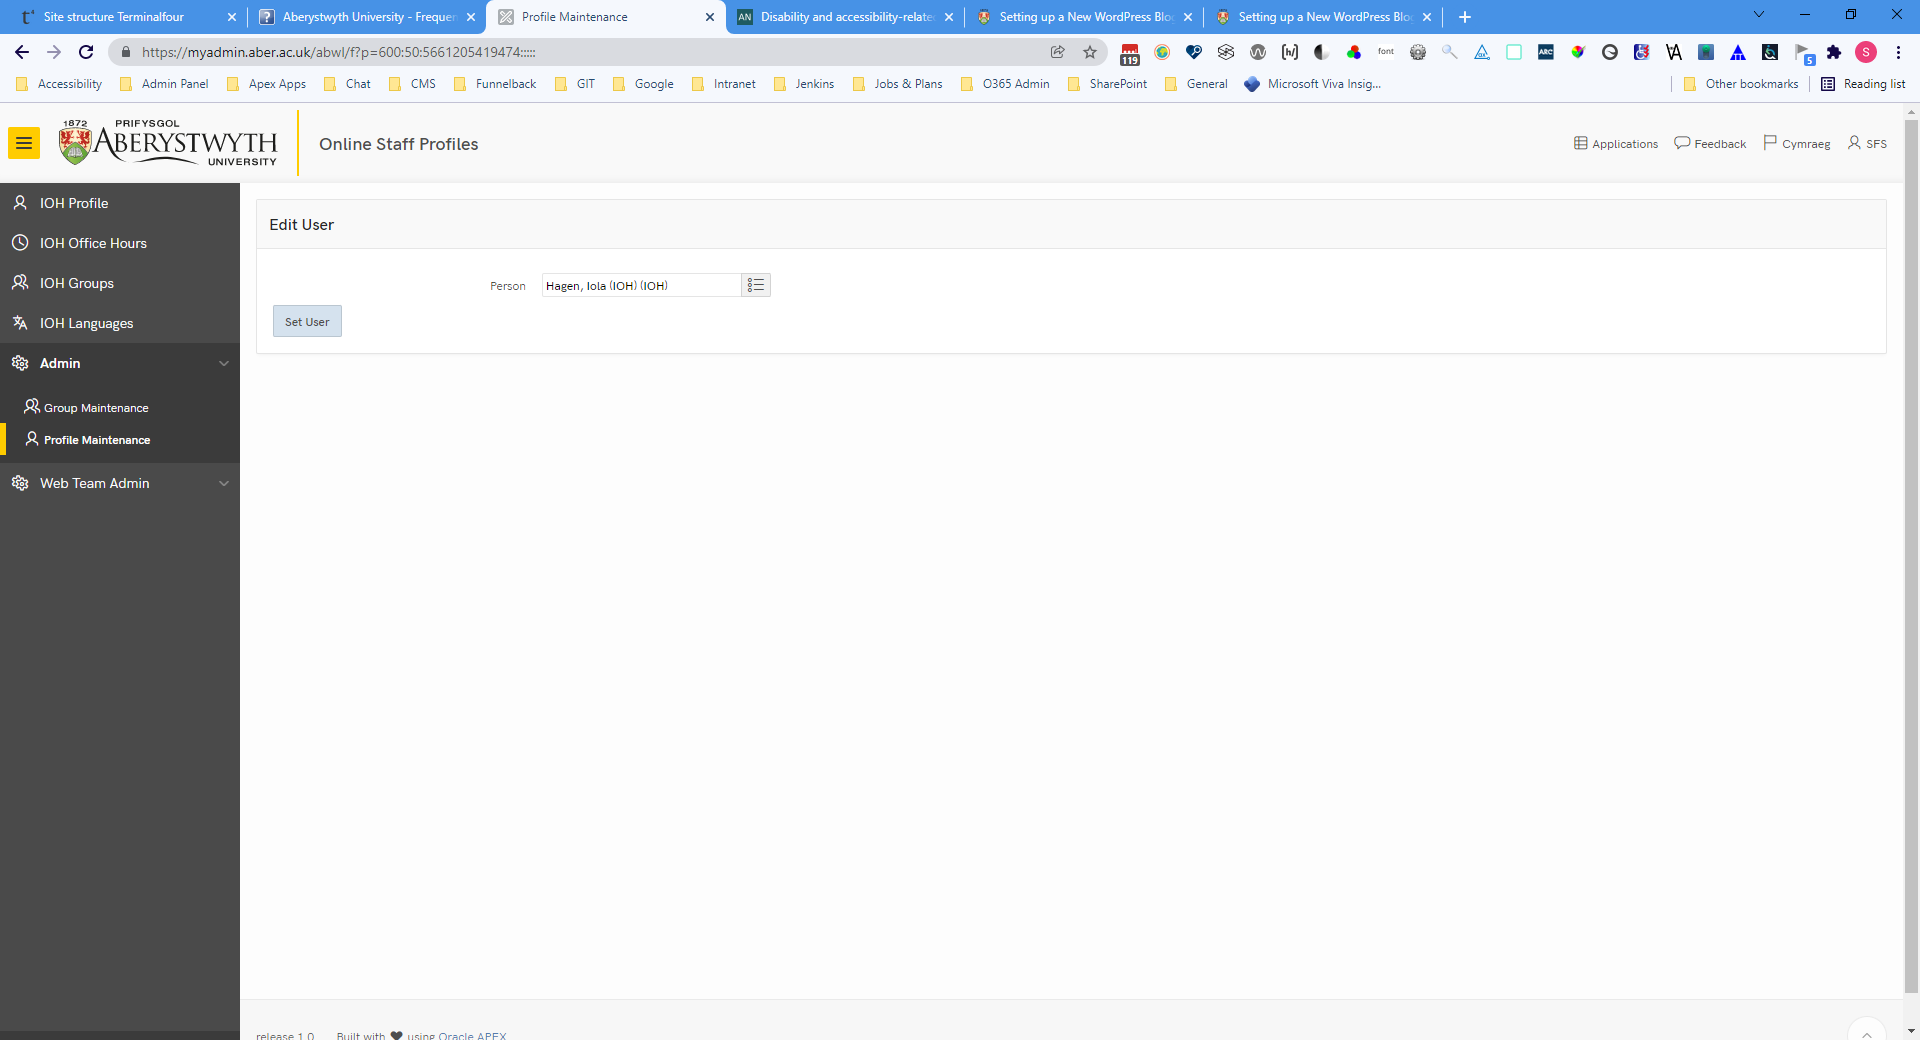 Site structure Terminalfour
Aberystwyth University - Frequen
Profile Maintenance
AN Disability and accessibility-relate
Setting up a New WordPress Blo
Setting up a New WordPress Blo
https://myadmin.aber.ac.uk/abwl/f?p=600:50:5661205419474:::::
119
font
ARC
5
S
Accessibility
Admin Panel
Apex Apps
Chat
CMS
Funnelback
GIT
Google
Intranet
Jenkins
Jobs & Plans
O365 Admin
SharePoint
General
Microsoft Viva Insig...
Other bookmarks
Reading list
1872 PRIFYSGOL
ABERYSTWYTH
UNIVERSITY
Online Staff Profiles
Applications
Feedback
Cymraeg
SFS
IOH Profile
IOH Office Hours
IOH Groups
IOH Languages
Admin
Group Maintenance
Profile Maintenance
Web Team Admin
Edit User
Person
Hagen, Iola (IOH) (IOH)
Set User
release 1.0
Built with ♥ using Oracle APEX